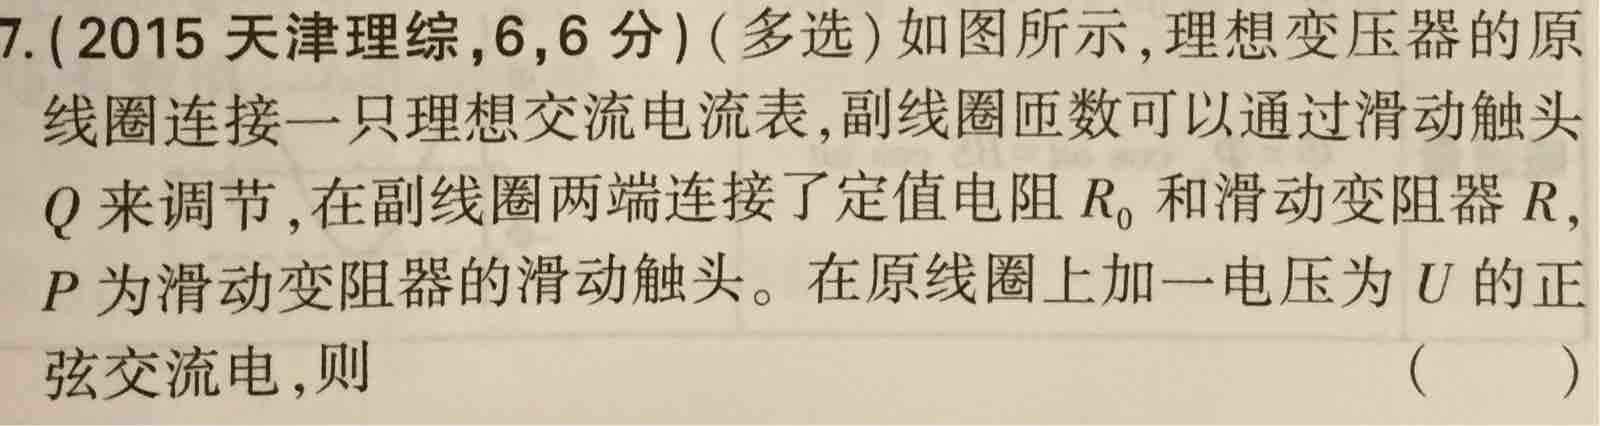 7.(2015 天津理综,6,6 分)(多选)如图所示,理想变压器的原
线圈连接一只理想交流电流表,副线圈匝数可以通过滑动触头
Q 来调节,在副线圈两端连接了定值电阻 R₀ 和滑动变阻器 R,
P 为滑动变阻器的滑动触头。在原线圈上加一电压为 U 的正
弦交流电,则 (　　)